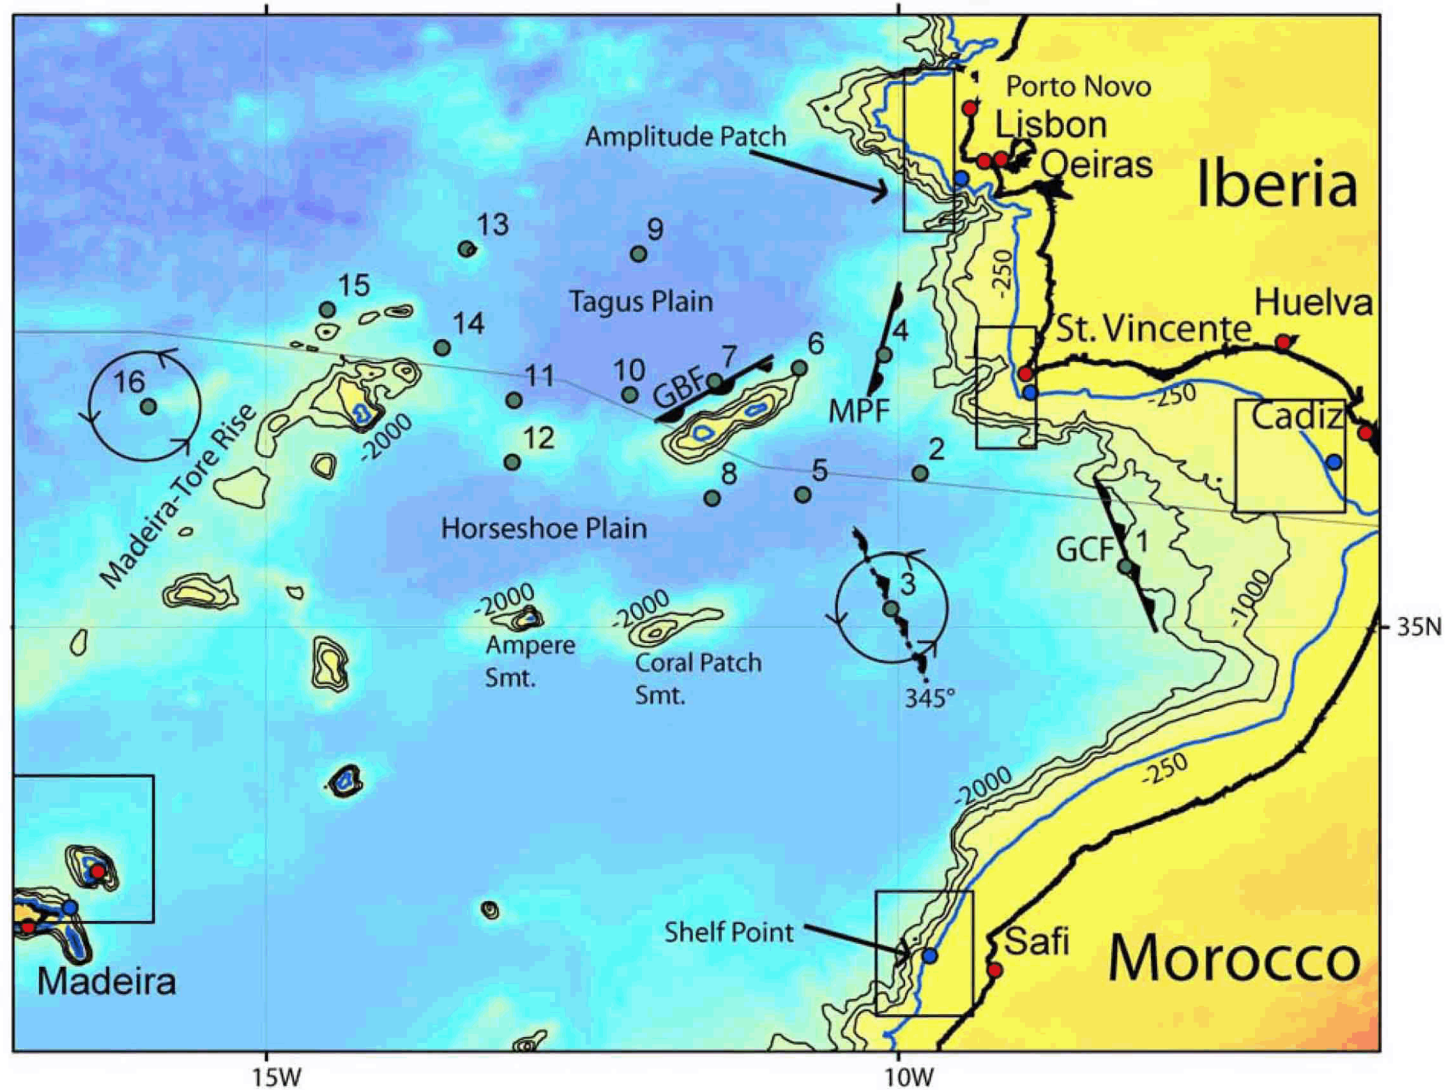 Porto Novo
Lisbon
Amplitude Patch
Oeiras
Iberia
13
9
-250
15
Tagus Plain
Huelva
14
4
St. Vincente
6
7
16
11
10
GBF
MPF
-250
Cadiz
-2000
12
2
Madeira-Tore Rise
8
5
Horseshoe Plain
GCF
1
3
-1000
-2000
-2000
35N
Ampere
Smt.
Coral Patch
Smt.
345°
-2000
-250
Shelf Point
Safi
Morocco
Madeira
15W
10W